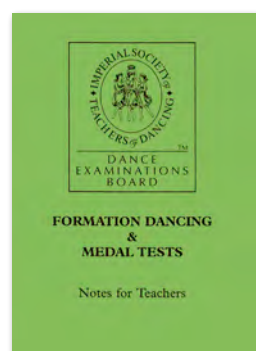 • IMPERIAL SOCIETY of
TEACHERS of DANCING •
TM
DANCE
EXAMINATIONS
BOARD
FORMATION DANCING
&
MEDAL TESTS
Notes for Teachers